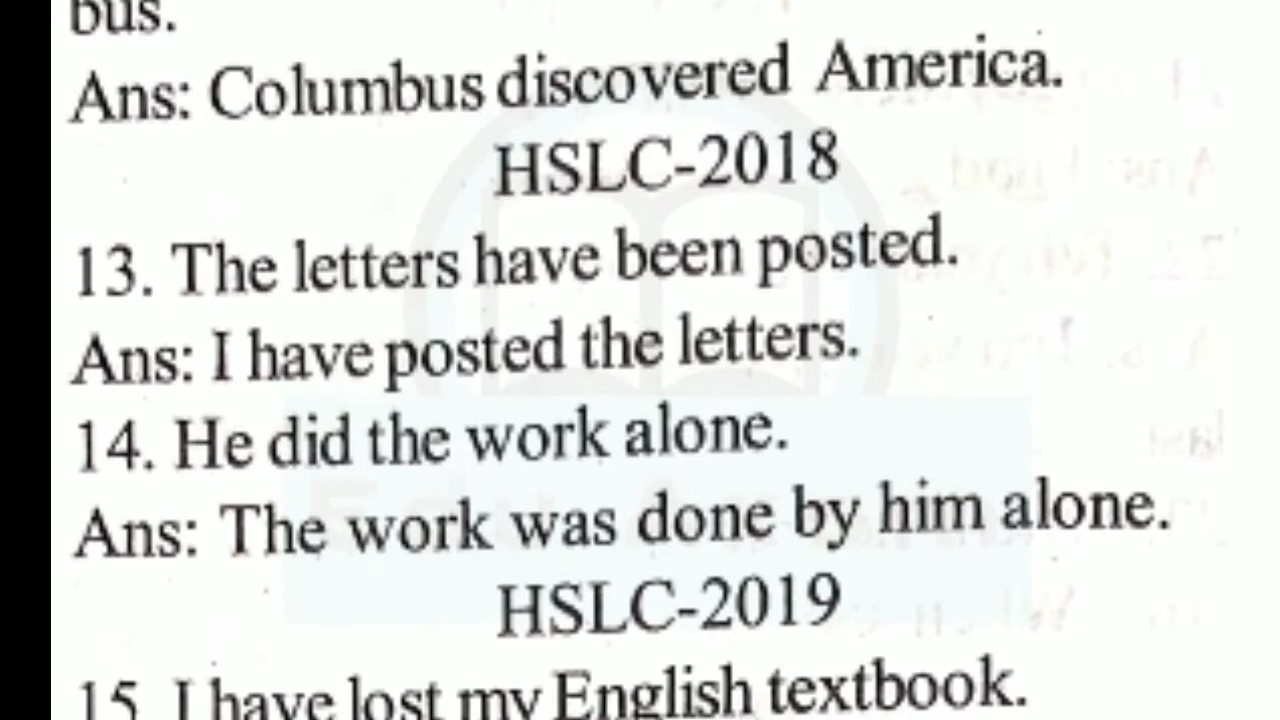 bus.
Ans: Columbus discovered America.
HSLC-2018
13. The letters have been posted.
Ans: I have posted the letters.
14. He did the work alone.
Ans: The work was done by him alone.
HSLC-2019
15. I have lost my English textbook.